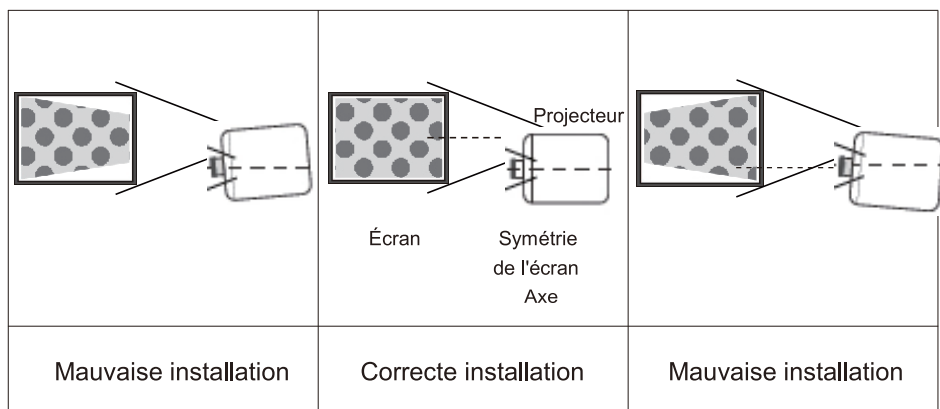 Projecteur
Écran
Symétrie
de l'écran
Axe
Mauvaise installation
Correcte installation
Mauvaise installation